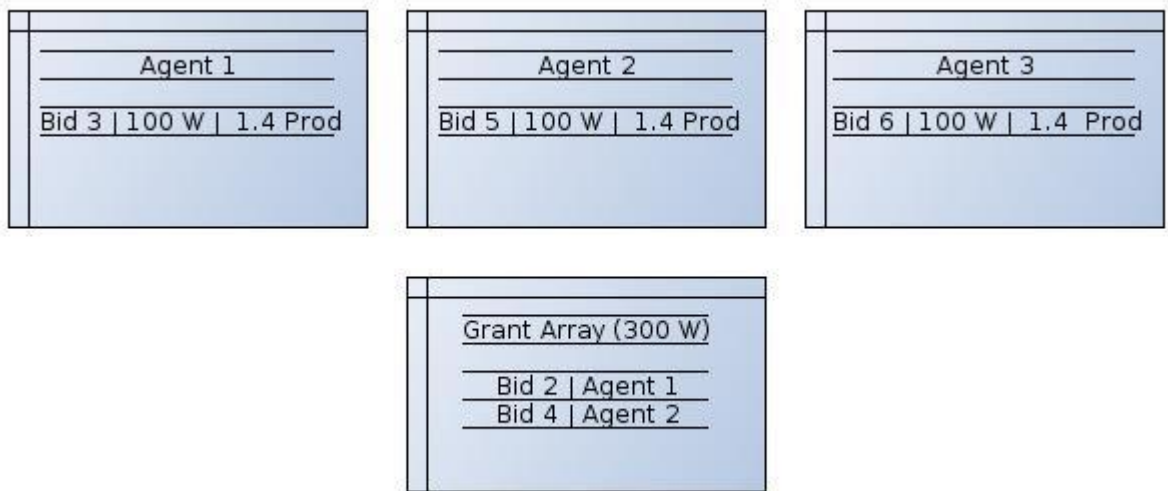 Agent 1
Bid 3 | 100 W | 1.4 Prod
Agent 2
Bid 5 | 100 W | 1.4 Prod
Agent 3
Bid 6 | 100 W | 1.4 Prod
Grant Array (300 W)
Bid 2 | Agent 1
Bid 4 | Agent 2